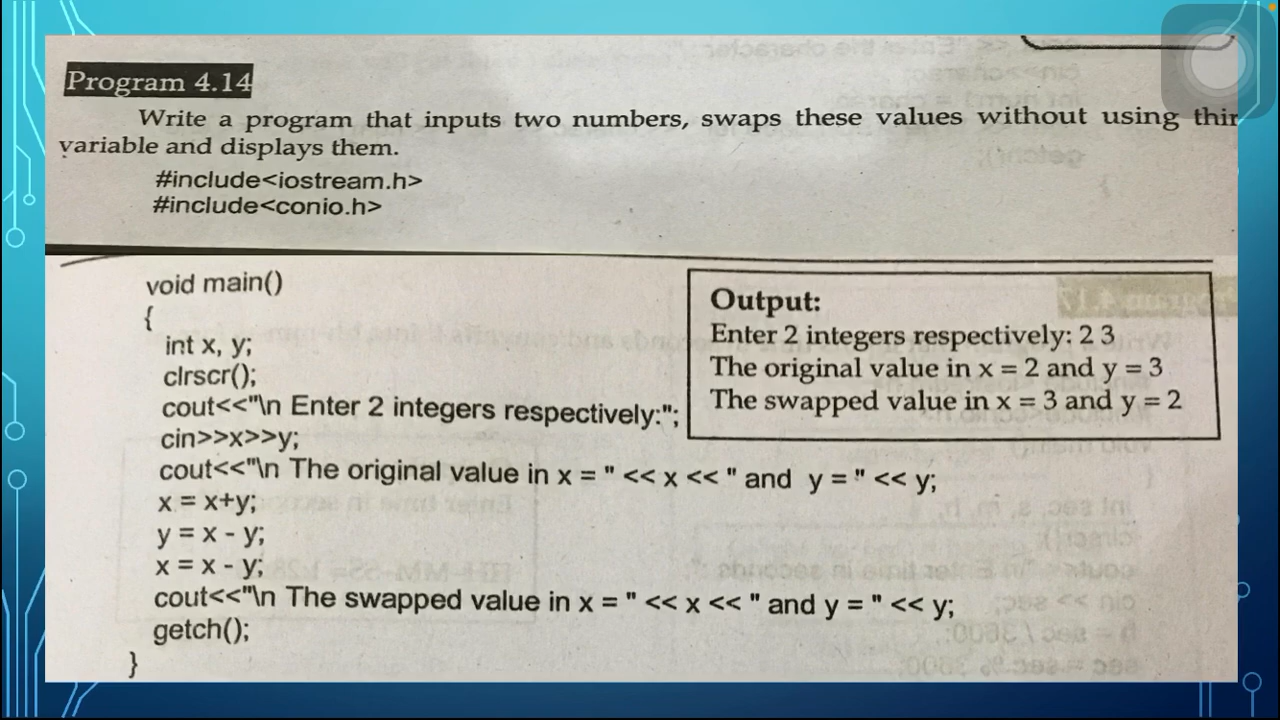 Program 4.14
Write a program that inputs two numbers, swaps these values without using thir
variable and displays them.
#include<iostream.h>
#include<conio.h>
void main()
{
int x, y;
clrscr();
cout<<"\n Enter 2 integers respectively:";
cin>>x>>y;
cout<<"\n The original value in x = " << x << " and  y = " << y;
x = x+y;
y = x - y;
x = x - y;
cout<<"\n The swapped value in x = " << x << " and y = " << y;
getch();
}
Output:
Enter 2 integers respectively: 2 3
The original value in x = 2 and y = 3
The swapped value in x = 3 and y = 2